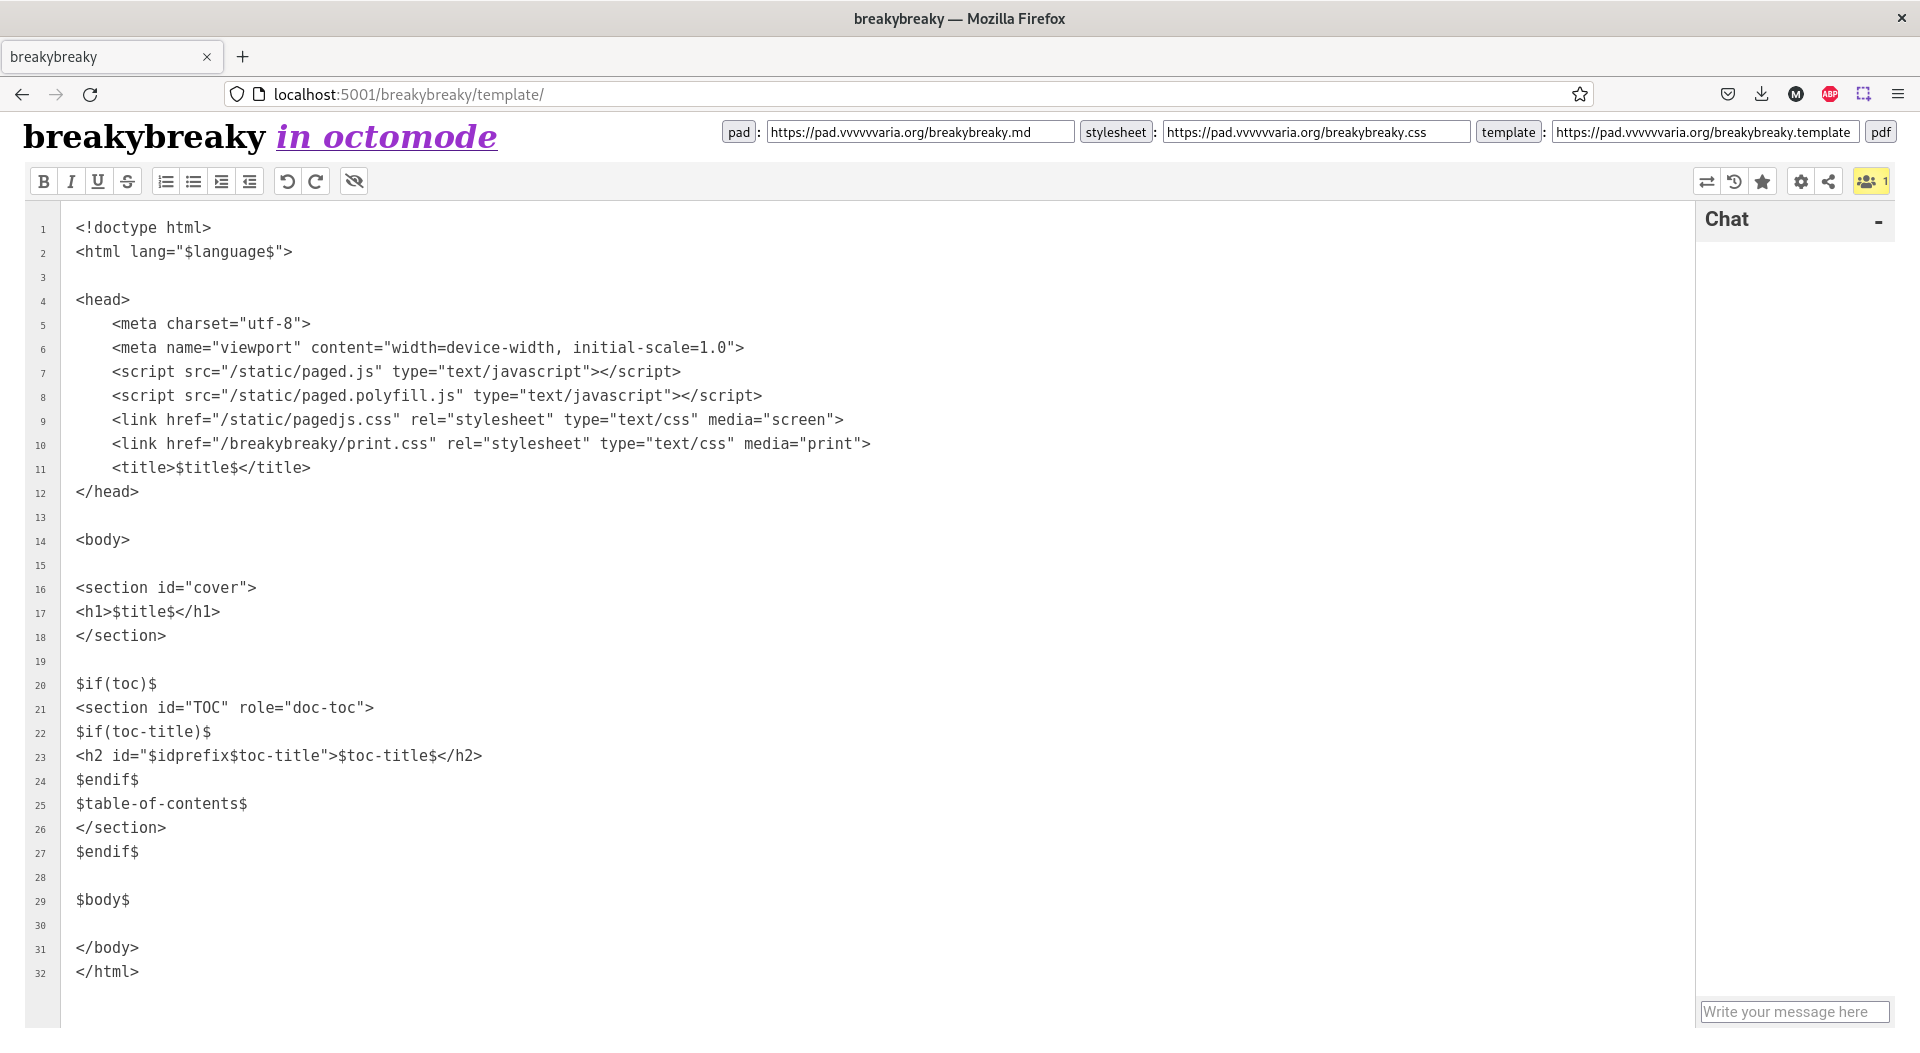 breakybreaky — Mozilla Firefox
breakybreaky
localhost:5001/breakybreaky/template/
M
ABP
breakybreaky in octomode
pad : https://pad.vvvvvvaria.org/breakybreaky.md stylesheet : https://pad.vvvvvvaria.org/breakybreaky.css template : https://pad.vvvvvvaria.org/breakybreaky.template pdf
B I U S
1
Chat
-
1 <!doctype html>
2 <html lang="$language$">
3
4 <head>
5     <meta charset="utf-8">
6     <meta name="viewport" content="width=device-width, initial-scale=1.0">
7     <script src="/static/paged.js" type="text/javascript"></script>
8     <script src="/static/paged.polyfill.js" type="text/javascript"></script>
9     <link href="/static/pagedjs.css" rel="stylesheet" type="text/css" media="screen">
10     <link href="/breakybreaky/print.css" rel="stylesheet" type="text/css" media="print">
11     <title>$title$</title>
12 </head>
13
14 <body>
15
16 <section id="cover">
17 <h1>$title$</h1>
18 </section>
19
20 $if(toc)$
21 <section id="TOC" role="doc-toc">
22 $if(toc-title)$
23 <h2 id="$idprefix$toc-title">$toc-title$</h2>
24 $endif$
25 $table-of-contents$
26 </section>
27 $endif$
28
29 $body$
30
31 </body>
32 </html>
Write your message here